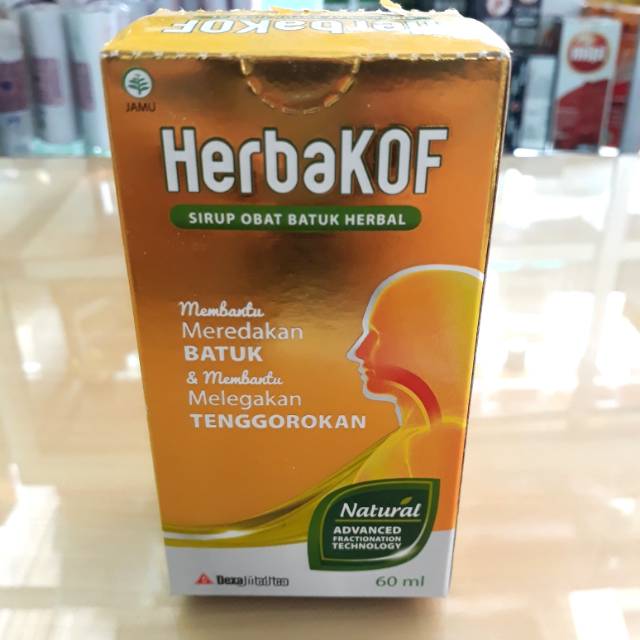 HerbaKOF
JAMU
HerbaKOF
SIRUP OBAT BATUK HERBAL
Membantu
Meredakan
BATUK
& Membantu
Melegakan
TENGGOROKAN
Natural
ADVANCED
FRACTIONATION
TECHNOLOGY
60 ml